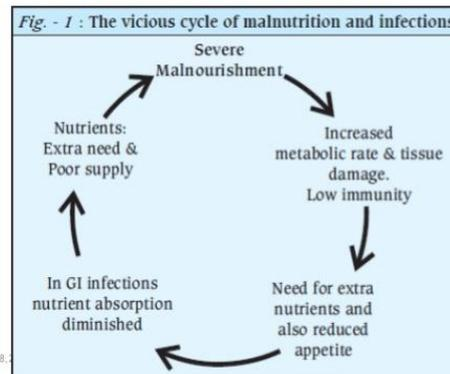 Fig. - 1 : The vicious cycle of malnutrition and infections
Severe
Malnourishment
Increased
metabolic rate & tissue
damage.
Low immunity
Need for extra
nutrients and
also reduced
appetite
In GI infections
nutrient absorption
diminished
Nutrients:
Extra need &
Poor supply